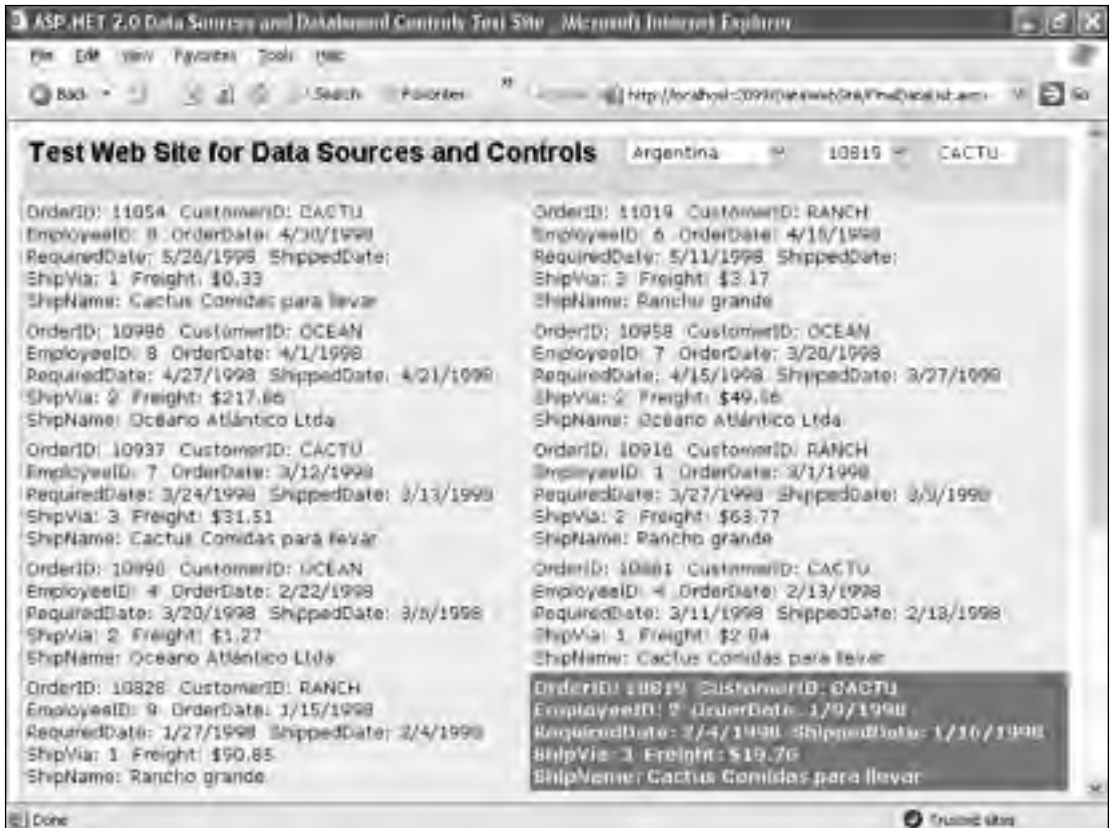 ASP.NET 2.0 Data Sources and Databound Controls Test Site - Microsoft Internet Explorer
File Edit View Favorites Tools Help
Back Search Favorites Go
Test Web Site for Data Sources and Controls Argentina 10819 CACTU
OrderID: 11054 CustomerID: CACTU
EmployeeID: 8 OrderDate: 4/30/1998
RequiredDate: 5/26/1998 ShippedDate:
ShipVia: 1 Freight: $0.33
ShipName: Cactus Comidas para llevar
OrderID: 11019 CustomerID: RANCH
EmployeeID: 6 OrderDate: 4/15/1998
RequiredDate: 5/11/1998 ShippedDate:
ShipVia: 3 Freight: $3.17
ShipName: Rancho grande
OrderID: 10986 CustomerID: OCEAN
EmployeeID: 8 OrderDate: 4/1/1998
RequiredDate: 4/27/1998 ShippedDate: 4/21/1998
ShipVia: 2 Freight: $217.86
ShipName: Océano Atlántico Ltda
OrderID: 10958 CustomerID: OCEAN
EmployeeID: 7 OrderDate: 3/20/1998
RequiredDate: 4/15/1998 ShippedDate: 3/27/1998
ShipVia: 2 Freight: $49.56
ShipName: Océano Atlántico Ltda
OrderID: 10937 CustomerID: CACTU
EmployeeID: 7 OrderDate: 3/12/1998
RequiredDate: 3/24/1998 ShippedDate: 3/13/1998
ShipVia: 3 Freight: $31.51
ShipName: Cactus Comidas para llevar
OrderID: 10916 CustomerID: RANCH
EmployeeID: 1 OrderDate: 3/1/1998
RequiredDate: 3/27/1998 ShippedDate: 3/9/1998
ShipVia: 2 Freight: $63.77
ShipName: Rancho grande
OrderID: 10898 CustomerID: OCEAN
EmployeeID: 4 OrderDate: 2/22/1998
RequiredDate: 3/20/1998 ShippedDate: 3/6/1998
ShipVia: 2 Freight: $1.27
ShipName: Océano Atlántico Ltda
OrderID: 10881 CustomerID: CACTU
EmployeeID: 4 OrderDate: 2/13/1998
RequiredDate: 3/11/1998 ShippedDate: 2/18/1998
ShipVia: 1 Freight: $2.84
ShipName: Cactus Comidas para llevar
OrderID: 10828 CustomerID: RANCH
EmployeeID: 9 OrderDate: 1/15/1998
RequiredDate: 1/27/1998 ShippedDate: 2/4/1998
ShipVia: 1 Freight: $90.85
ShipName: Rancho grande
OrderID: 10819 CustomerID: CACTU
EmployeeID: 2 OrderDate: 1/9/1998
RequiredDate: 2/4/1998 ShippedDate: 1/16/1998
ShipVia: 3 Freight: $19.76
ShipName: Cactus Comidas para llevar
Done Trusted sites